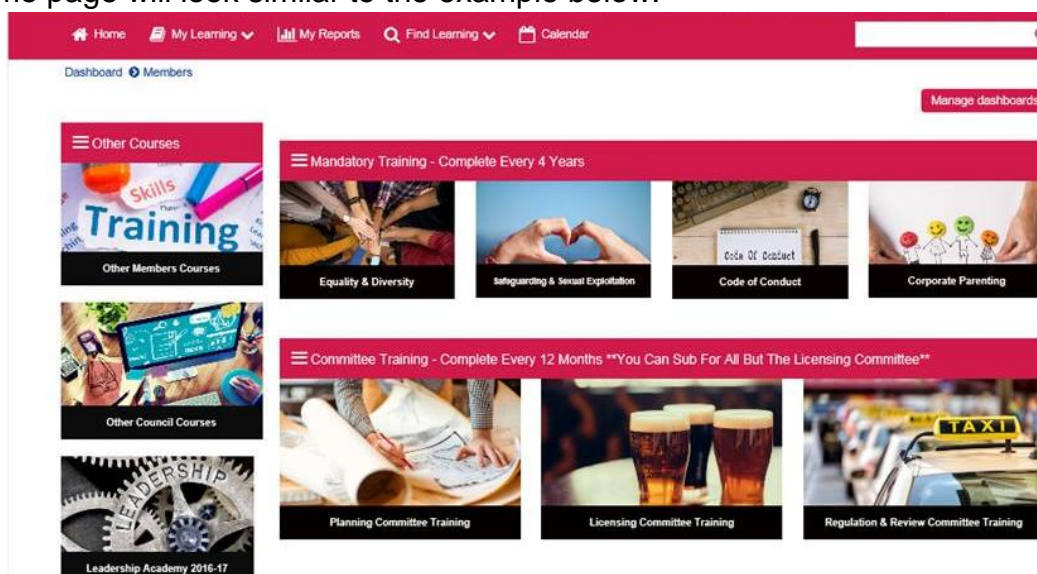 page will look similar to the example below:
Home My Learning My Reports Find Learning Calendar
Dashboard Members
Manage dashboards
Other Courses
Skills
Training
Other Members Courses
Other Council Courses
LEADERSHIP
Leadership Academy 2016-17
Mandatory Training - Complete Every 4 Years
Equality & Diversity
Safeguarding & Sexual Exploitation
Code Of Conduct
Code of Conduct
Corporate Parenting
Committee Training - Complete Every 12 Months **You Can Sub For All But The Licensing Committee**
Planning Committee Training
Licensing Committee Training
TAXI
Regulation & Review Committee Training